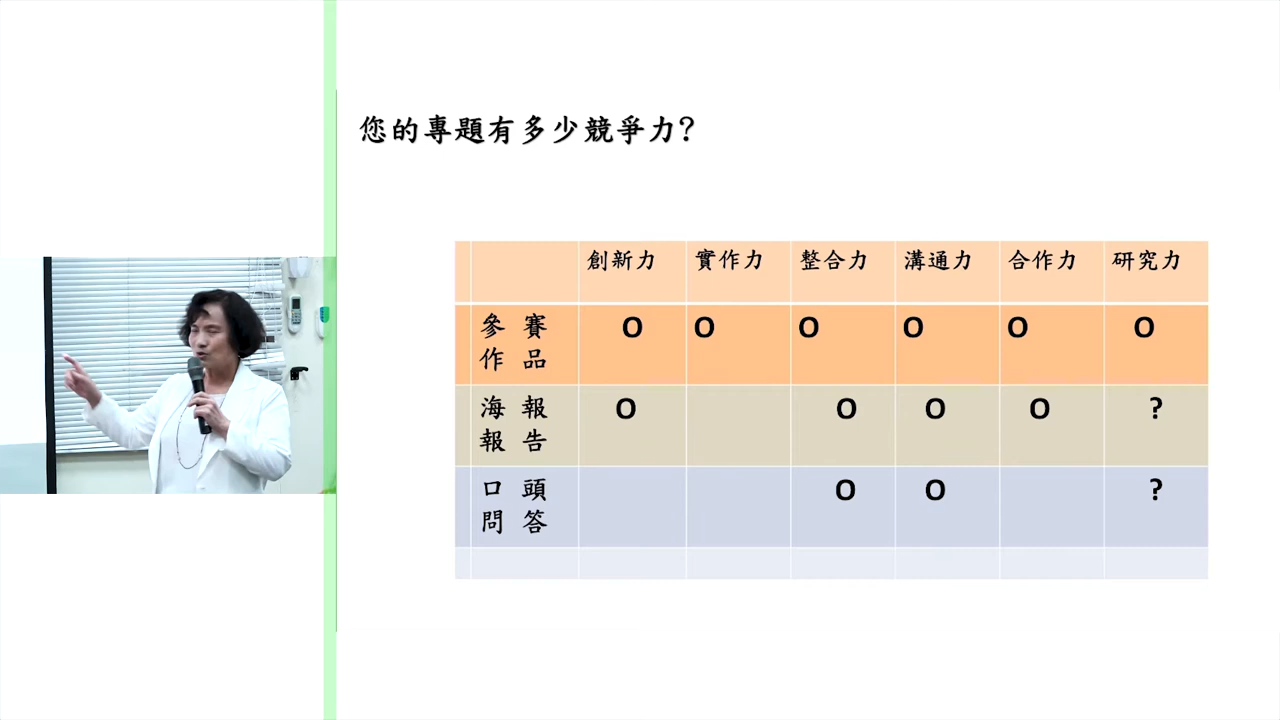 您的專題有多少競爭力?
創新力 實作力 整合力 溝通力 合作力 研究力
參賽 O O O O O O
作品
海報 O O O O ?
報告
口頭 O O ?
問答